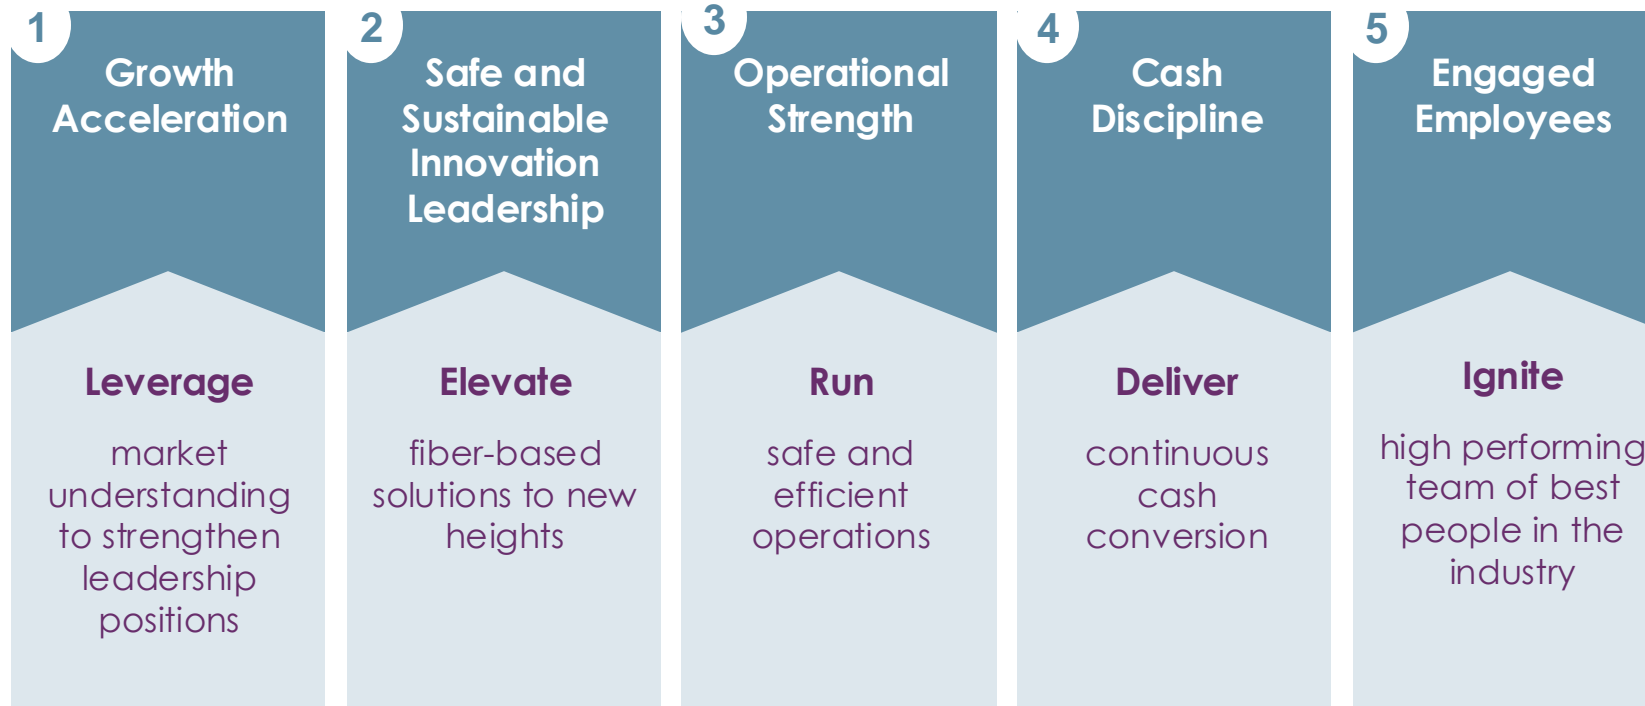 1
Growth
Acceleration
Leverage
market
understanding
to strengthen
leadership
positions
2
Safe and
Sustainable
Innovation
Leadership
Elevate
fiber-based
solutions to new
heights
3
Operational
Strength
Run
safe and
efficient
operations
4
Cash
Discipline
Deliver
continuous
cash
conversion
5
Engaged
Employees
Ignite
high performing
team of best
people in the
industry